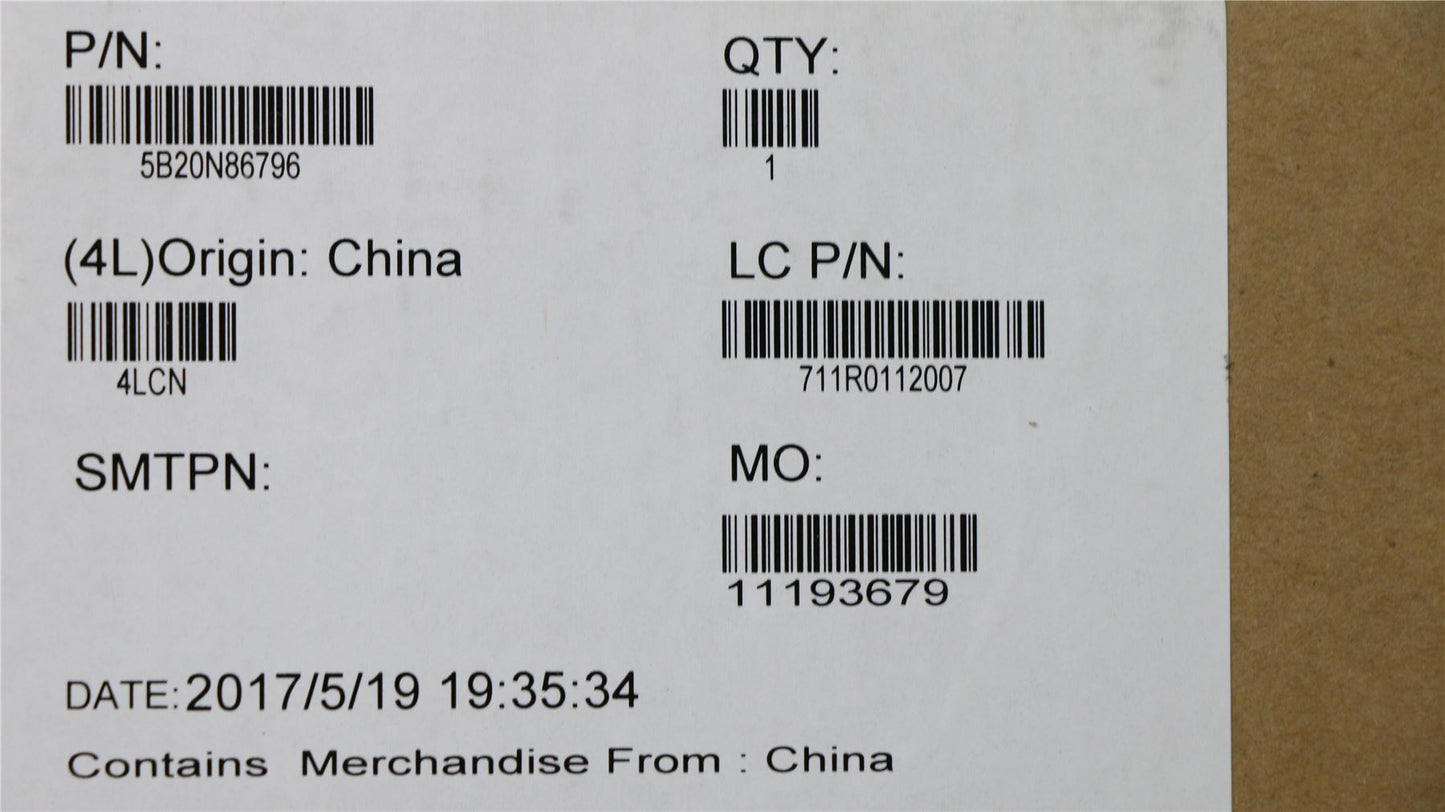 P/N:
5B20N86796
QTY:
1
(4L)Origin: China
4LCN
LC P/N:
711R0112007
SMTPN:
MO:
11193679
DATE: 2017/5/19 19:35:34
Contains Merchandise From : China